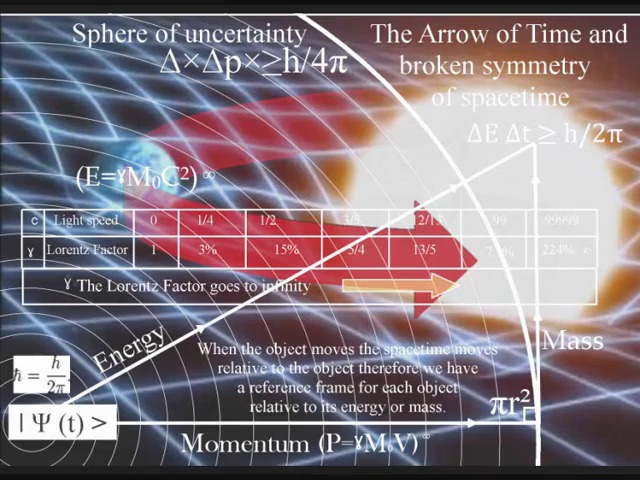 Sphere of uncertainty
Δ×Δp×≥h/4π
The Arrow of Time and
broken symmetry
of spacetime
ΔE Δt ≥ h/2π
(E=ɣM₀C²) ∞
c Light speed 0 1/4 1/2 3/5 12/13 .99 99999
ɣ Lorentz Factor 1 3% 15% 5/4 13/5 224%
ɣ The Lorentz Factor goes to infinity
Energy
Mass
When the object moves the spacetime moves
relative to the object therefore we have
a reference frame for each object
relative to its energy or mass.
ħ = h/2π
πr²
| Ψ (t) >
Momentum (P=ɣM₀V) ∞